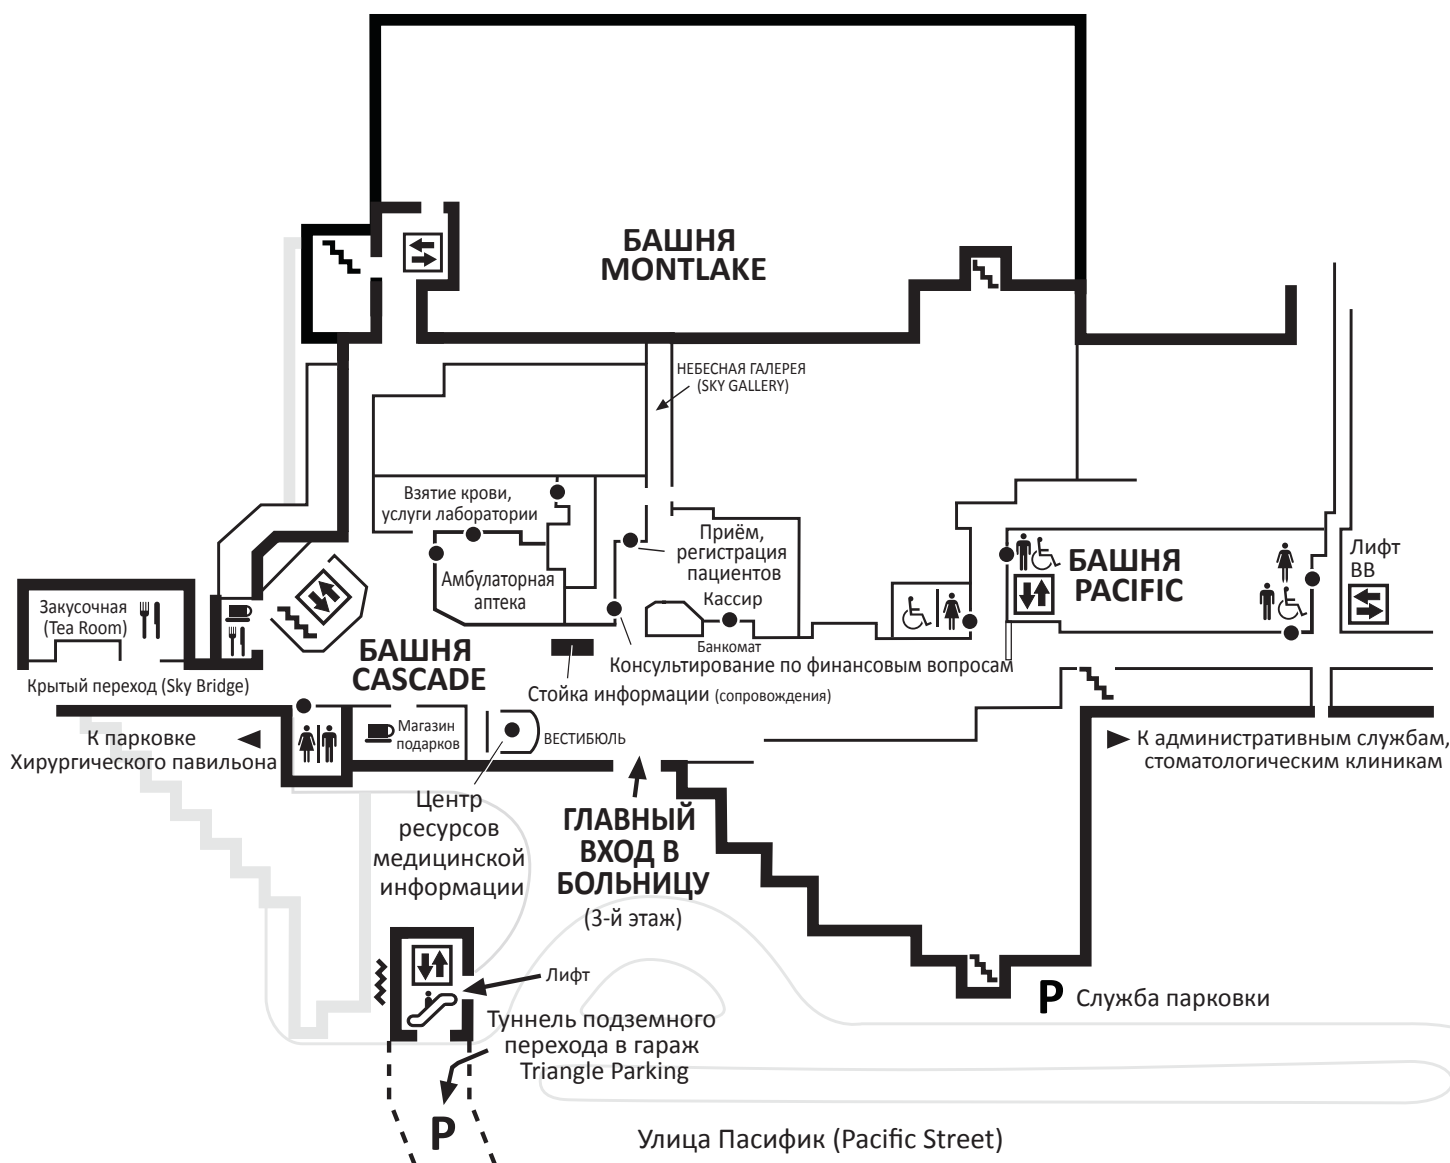 БАШНЯ
MONTLAKE
НЕБЕСНАЯ ГАЛЕРЕЯ
(SKY GALLERY)
Взятие крови,
услуги лаборатории
Приём,
регистрация
пациентов
Амбулаторная
аптека
Кассир
БАШНЯ
PACIFIC
Лифт
BB
Закусочная
(Tea Room)
Крытый переход (Sky Bridge)
БАШНЯ
CASCADE
Банкомат
Консультирование по финансовым вопросам
Стойка информации (сопровождения)
Магазин
подарков
ВЕСТИБЮЛЬ
К парковке
Хирургического павильона
К административным службам,
стоматологическим клиникам
Центр
ресурсов
медицинской
информации
ГЛАВНЫЙ
ВХОД В
БОЛЬНИЦУ
(3-й этаж)
Лифт
P Служба парковки
Туннель подземного
перехода в гараж
Triangle Parking
P
Улица Пасифик (Pacific Street)